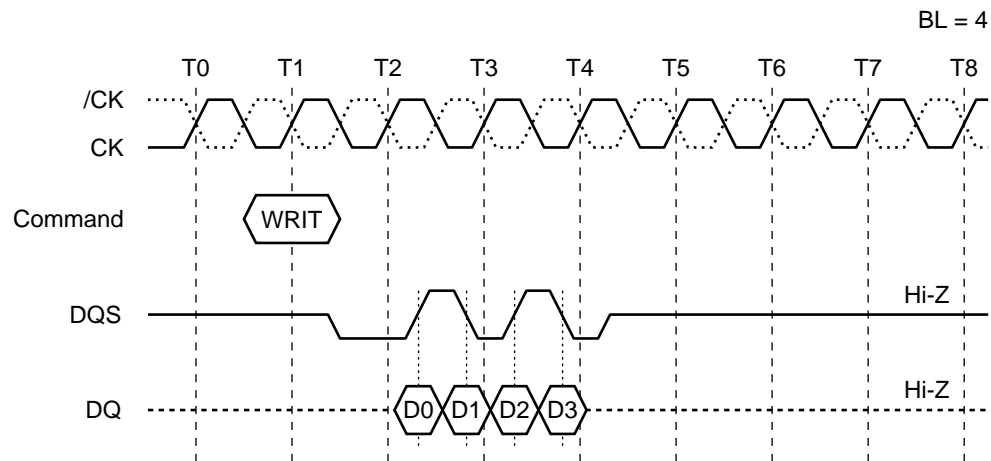 BL = 4
T0 T1 T2 T3 T4 T5 T6 T7 T8
/CK
CK
Command WRIT
DQS Hi-Z
DQ D0 D1 D2 D3 Hi-Z